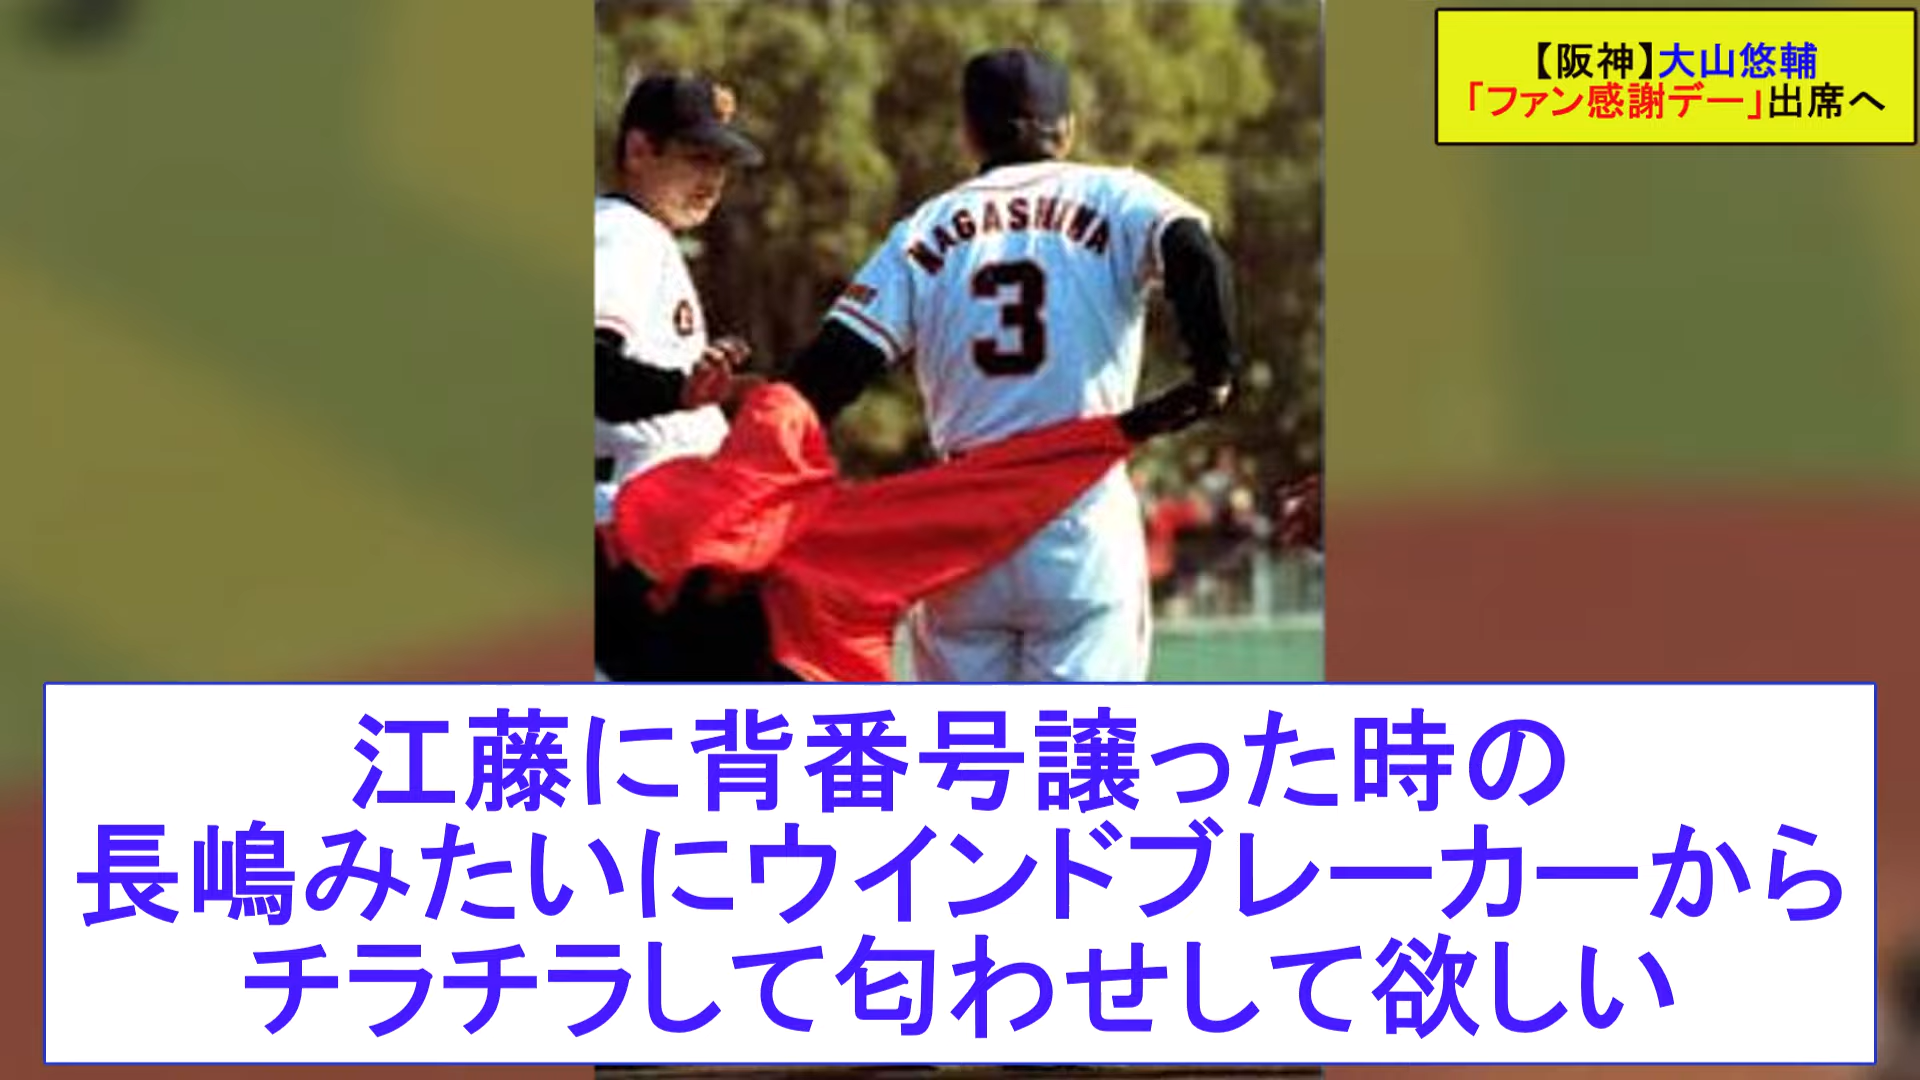 【阪神】大山悠輔
「ファン感謝デー」出席へ
NAGASHIMA
3
江藤に背番号譲った時の
長嶋みたいにウインドブレーカーから
チラチラして匂わせして欲しい